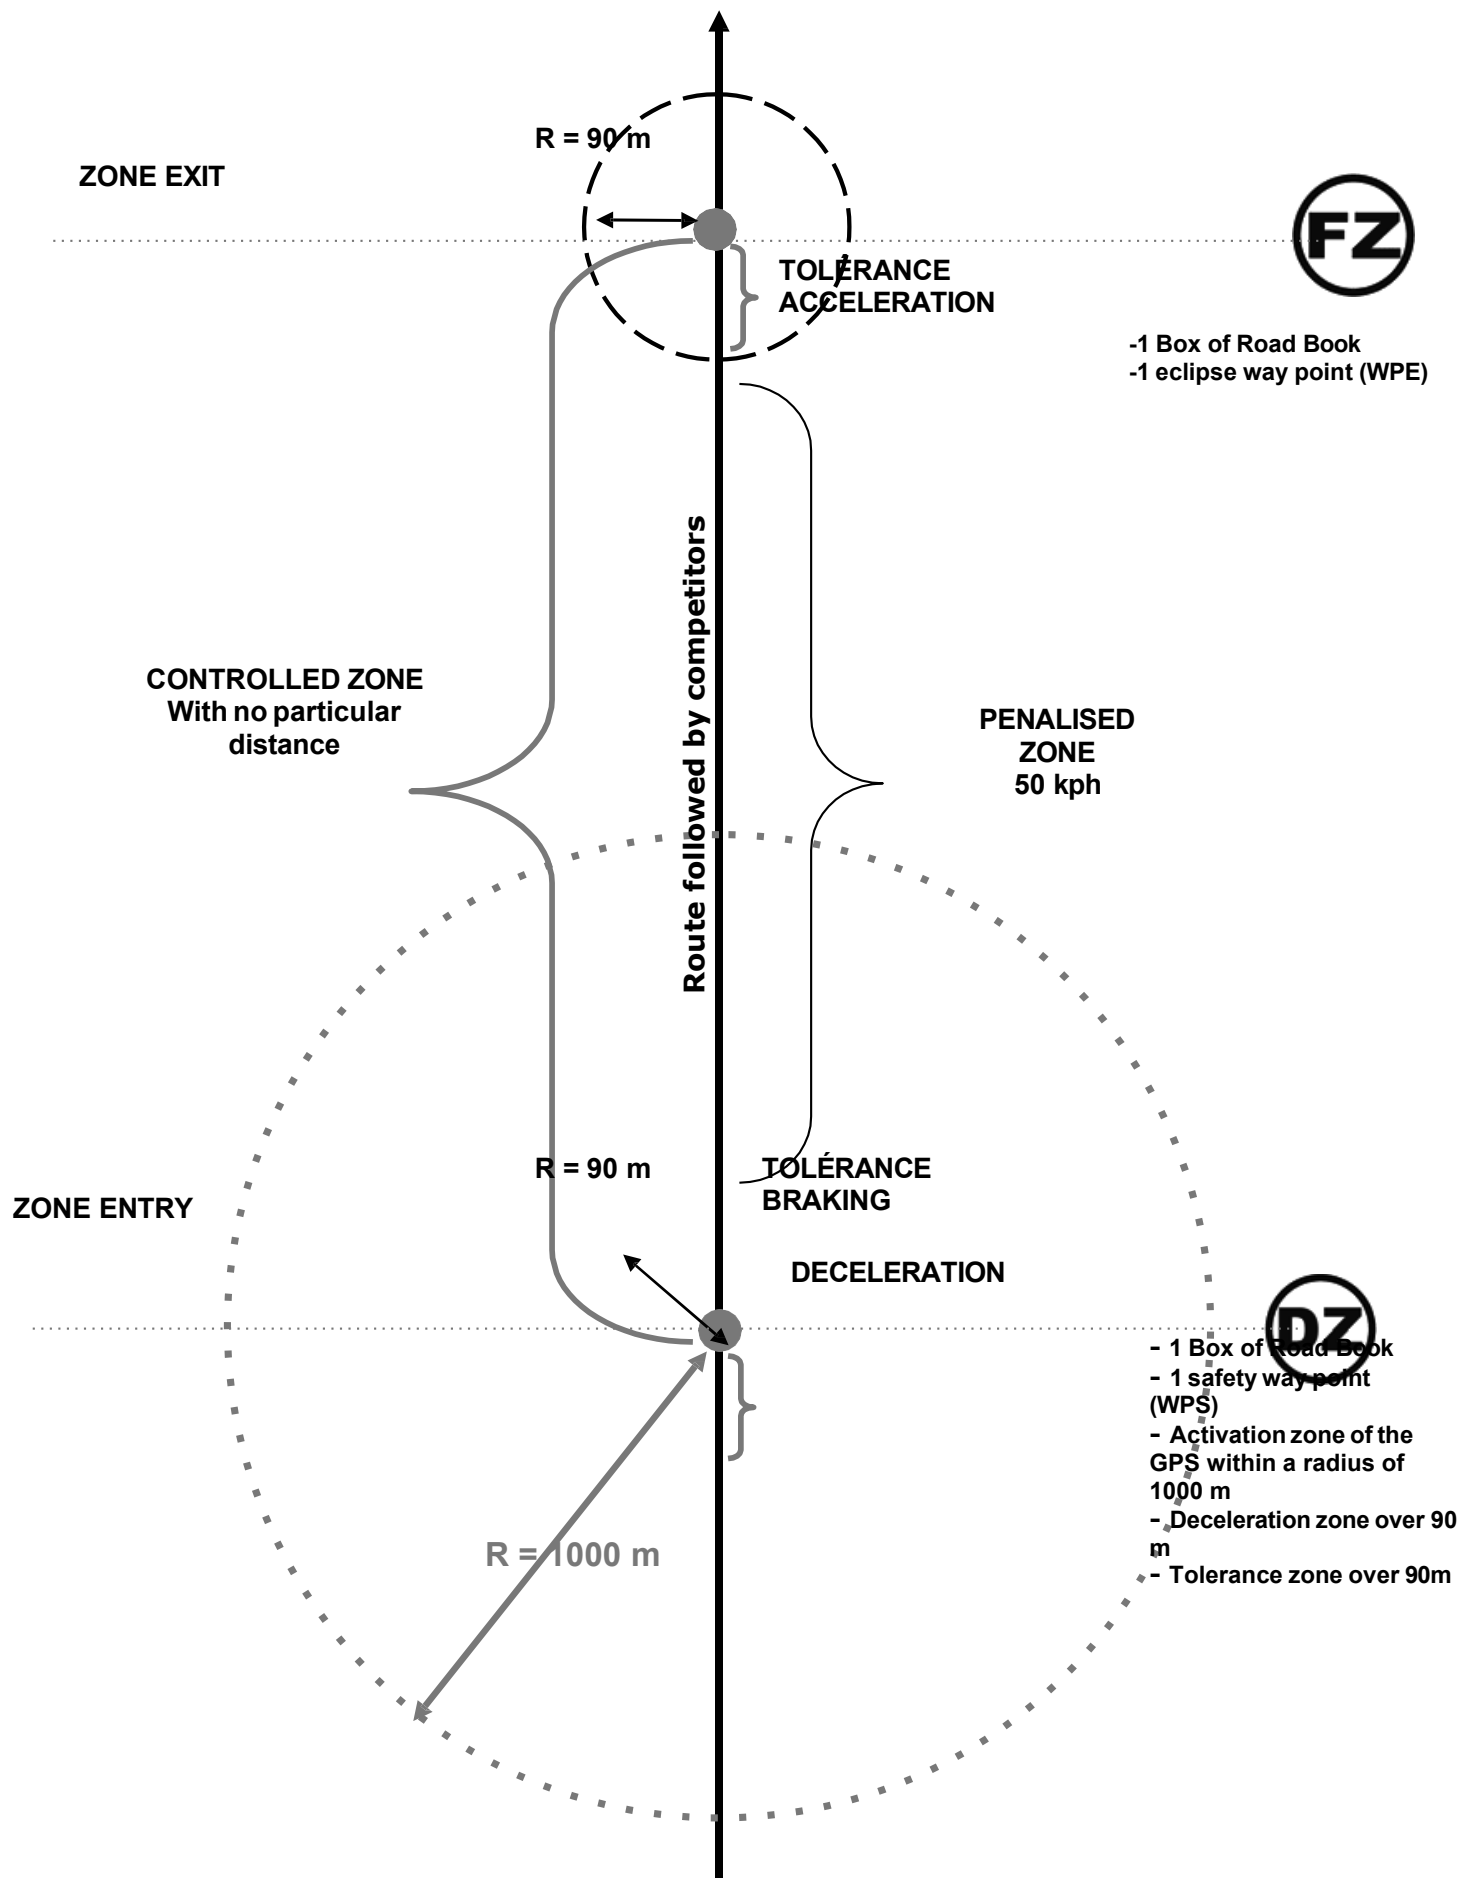 R = 90 m
ZONE EXIT
FZ
TOLERANCE
ACCELERATION
-1 Box of Road Book
-1 eclipse way point (WPE)
Route followed by competitors
CONTROLLED ZONE
With no particular
distance
PENALISED
ZONE
50 kph
R = 90 m
TOLÉRANCE
BRAKING
ZONE ENTRY
DECELERATION
DZ
- 1 Box of Road Book
- 1 safety way point
(WPS)
- Activation zone of the
GPS within a radius of
1000 m
- Deceleration zone over 90
m
- Tolerance zone over 90m
R = 1000 m